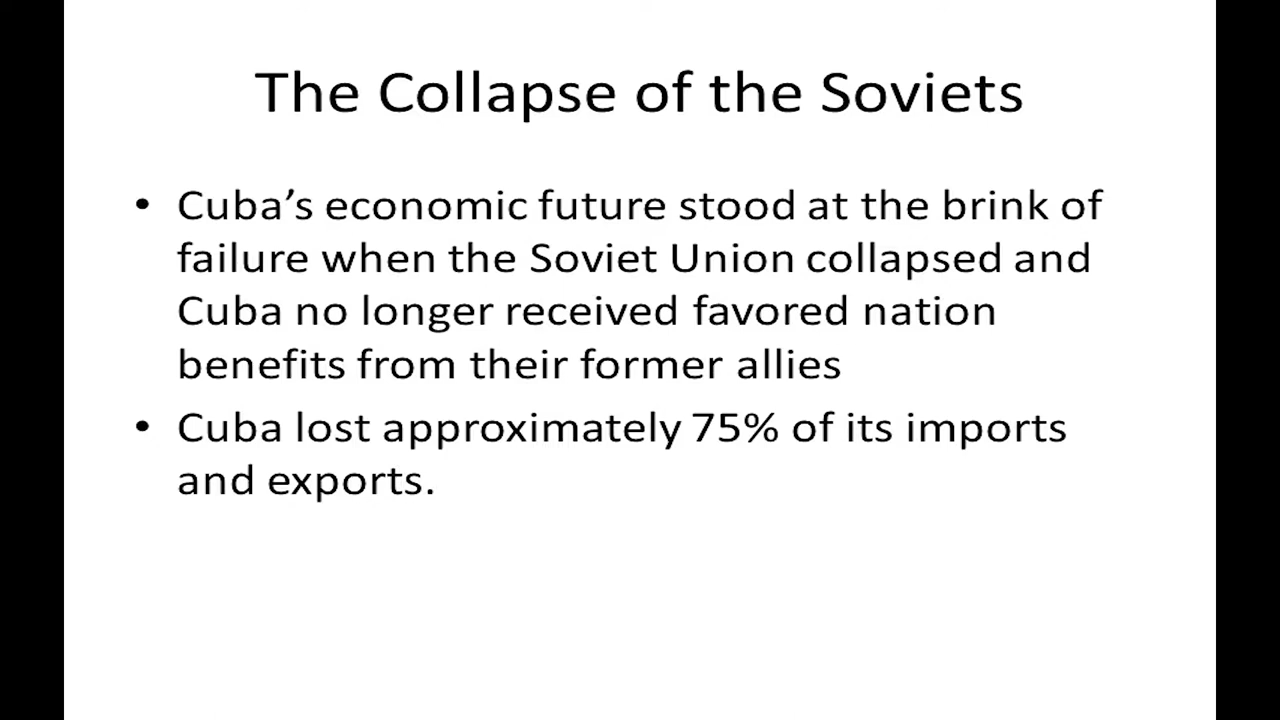 The Collapse of the Soviets
• Cuba’s economic future stood at the brink of
failure when the Soviet Union collapsed and
Cuba no longer received favored nation
benefits from their former allies
• Cuba lost approximately 75% of its imports
and exports.